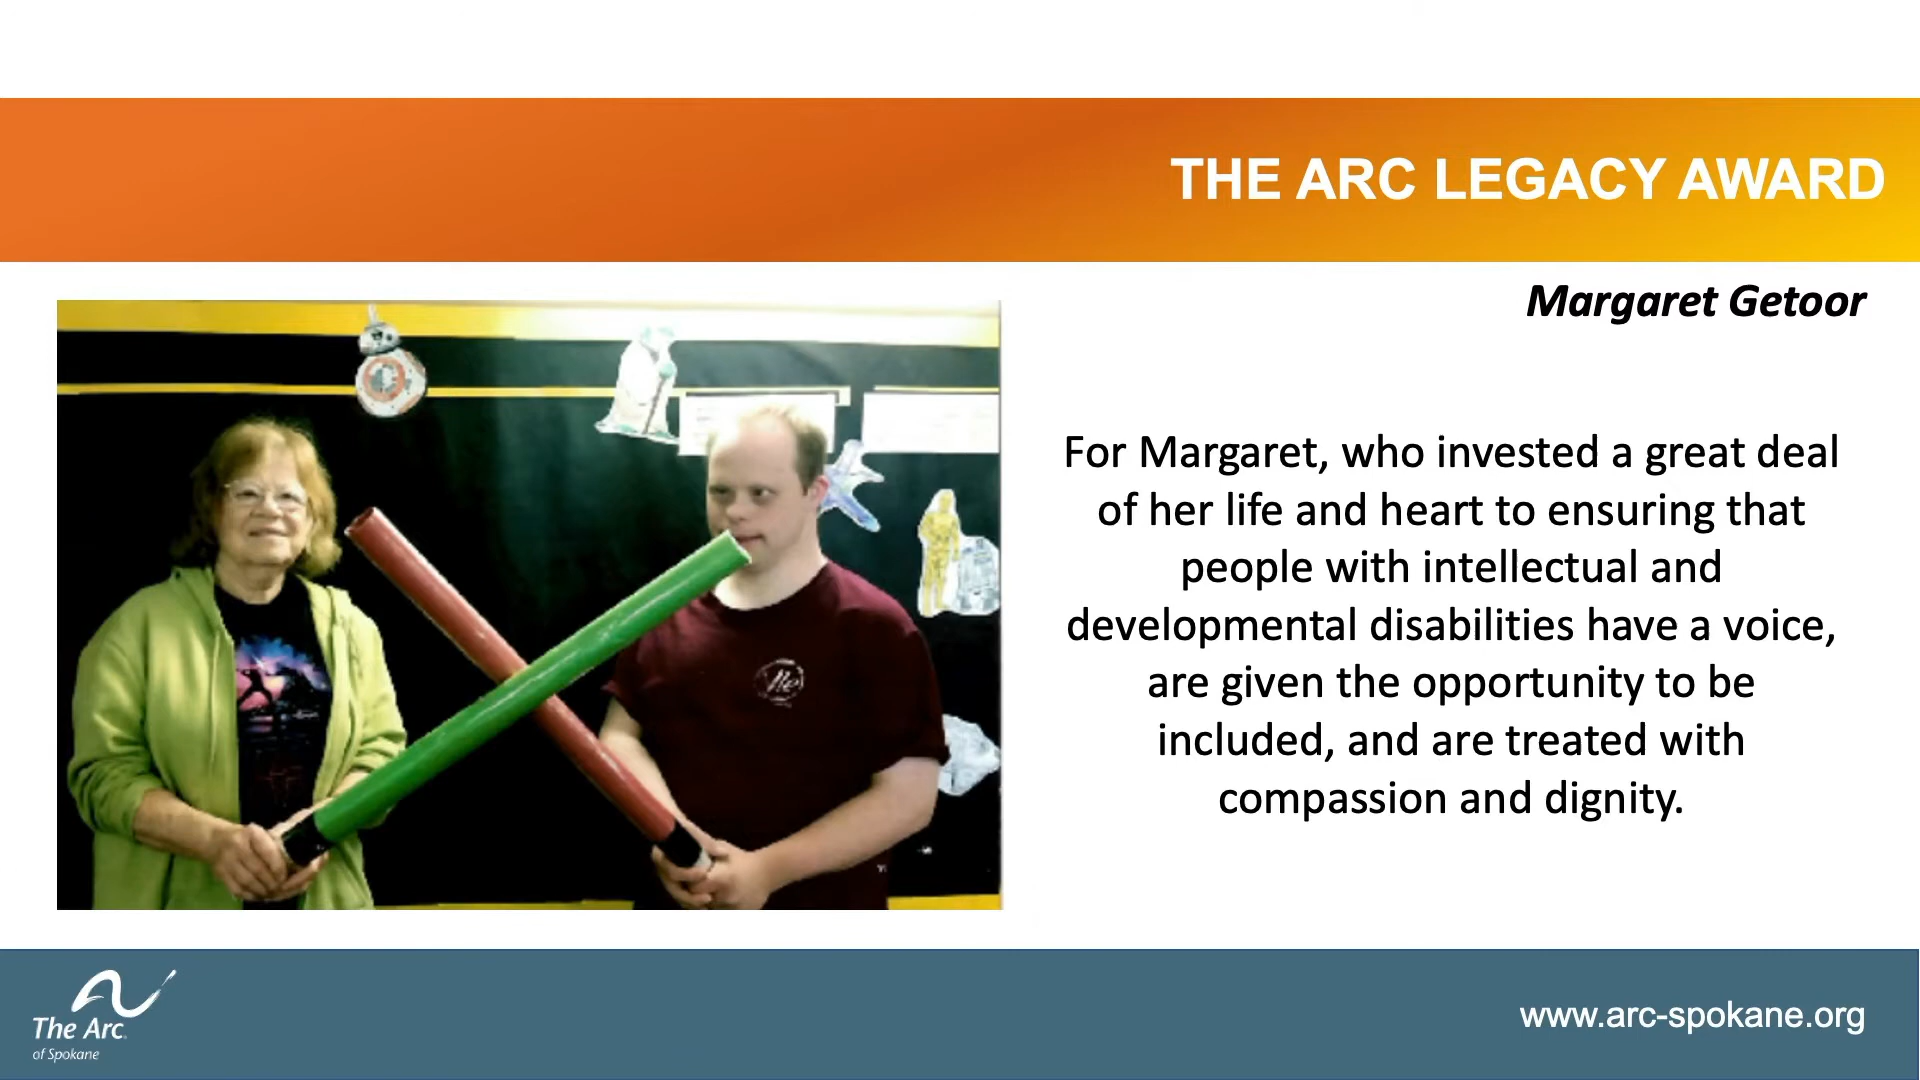 THE ARC LEGACY AWARD
Margaret Getoor
For Margaret, who invested a great deal
of her life and heart to ensuring that
people with intellectual and
developmental disabilities have a voice,
are given the opportunity to be
included, and are treated with
compassion and dignity.
The Arc
of Spokane
www.arc-spokane.org